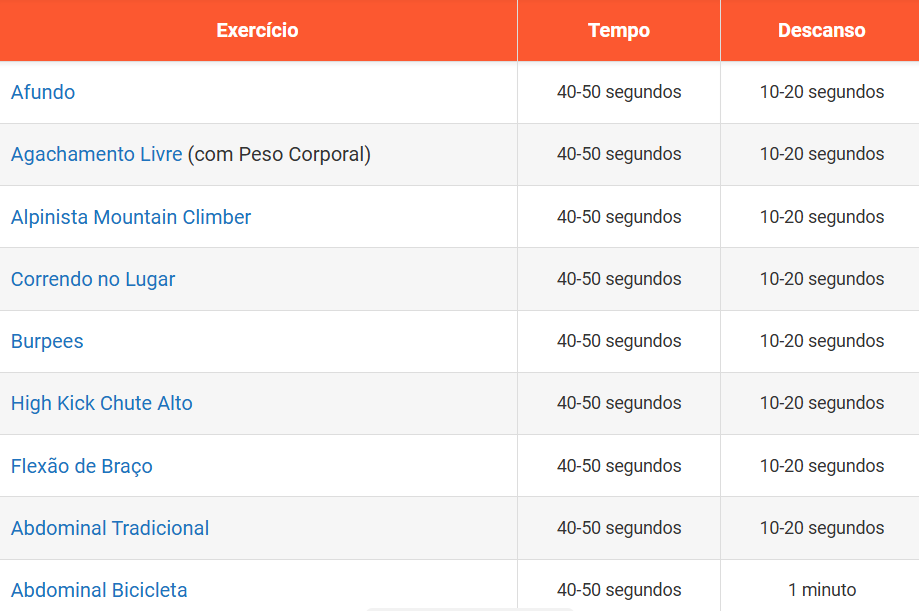 Exercício Tempo Descanso
Afundo 40-50 segundos 10-20 segundos
Agachamento Livre (com Peso Corporal) 40-50 segundos 10-20 segundos
Alpinista Mountain Climber 40-50 segundos 10-20 segundos
Correndo no Lugar 40-50 segundos 10-20 segundos
Burpees 40-50 segundos 10-20 segundos
High Kick Chute Alto 40-50 segundos 10-20 segundos
Flexão de Braço 40-50 segundos 10-20 segundos
Abdominal Tradicional 40-50 segundos 10-20 segundos
Abdominal Bicicleta 40-50 segundos 1 minuto